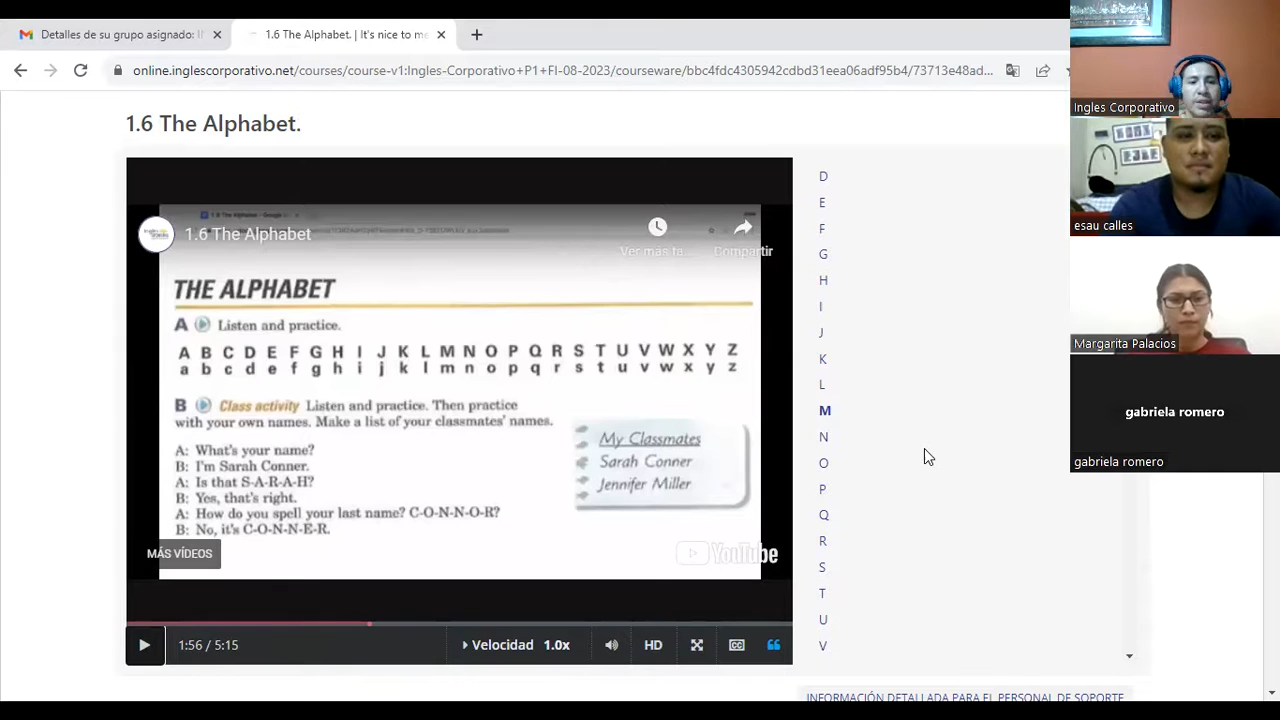 Detalles de su grupo asignado: I
1.6 The Alphabet. | It's nice to m
online.inglescorporativo.net/courses/course-v1:Ingles-Corpora
+P1+FI-08-2023/courseware/bbc4fdc4305942cdbd31eea06adf95b4/73713e48ad...
1.6 The Alphabet.
1.6 The Alphabet
Ver más ta...
Compartir
THE ALPHABET
A Listen and practice.
A B C D E F G H I J K L M N O P Q R S T U V W X Y Z
a b c d e f g h i j k l m n o p q r s t u v w x y z
B Class activity Listen and practice. Then practice
with your own names. Make a list of your classmates' names.
A: What's your name?
B: I'm Sarah Conner.
A: Is that S-A-R-A-H?
B: Yes, that's right.
A: How do you spell your last name? C-O-N-N-O-R?
B: No, it's C-O-N-N-E-R.
My Classmates
Sarah Conner
Jennifer Miller
MÁS VÍDEOS
YouTube
1:56 / 5:15
Velocidad 1.0x
HD
CC
D
E
F
G
H
I
J
K
L
M
N
O
P
Q
R
S
T
U
V
INFORMACIÓN DETALLADA PARA EL PERSONAL DE SOPORTE
Ingles Corporativo
esau calles
Margarita Palacios
gabriela romero
gabriela romero